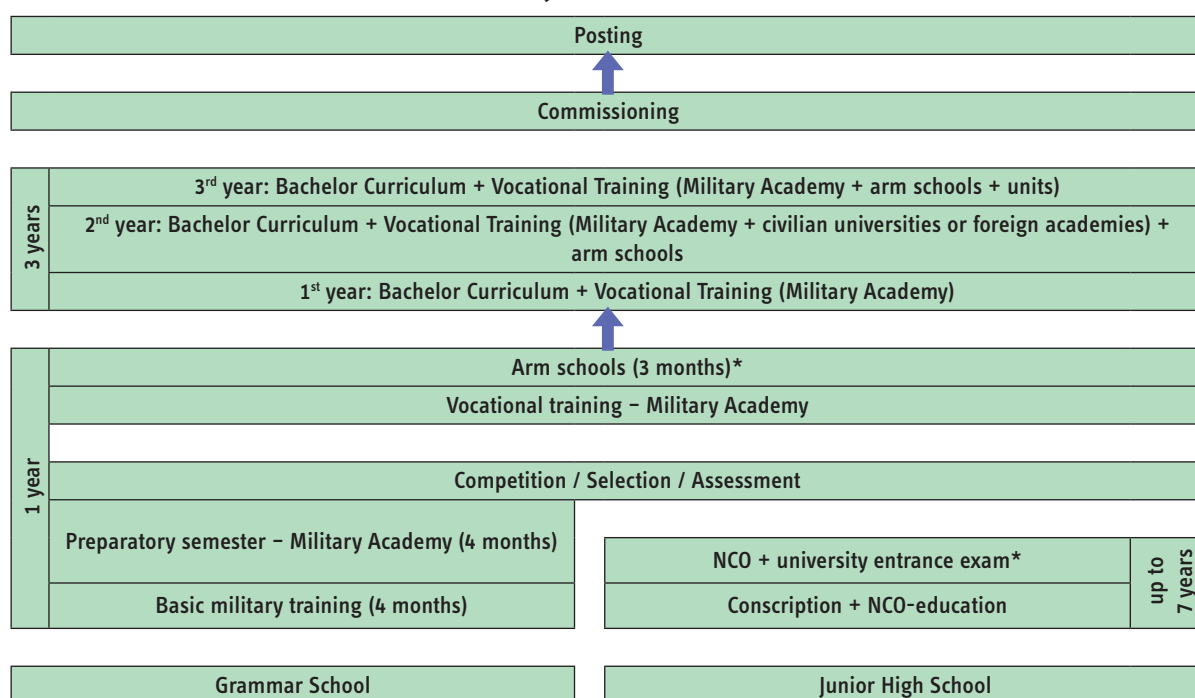 Posting
Commissioning
3 years
3rd year: Bachelor Curriculum + Vocational Training (Military Academy + arm schools + units)
2nd year: Bachelor Curriculum + Vocational Training (Military Academy + civilian universities or foreign academies) +
arm schools
1st year: Bachelor Curriculum + Vocational Training (Military Academy)
1 year
Arm schools (3 months)*
Vocational training – Military Academy
Competition / Selection / Assessment
Preparatory semester – Military Academy (4 months)
Basic military training (4 months)
NCO + university entrance exam*
Conscription + NCO-education
up to
7 years
Grammar School
Junior High School